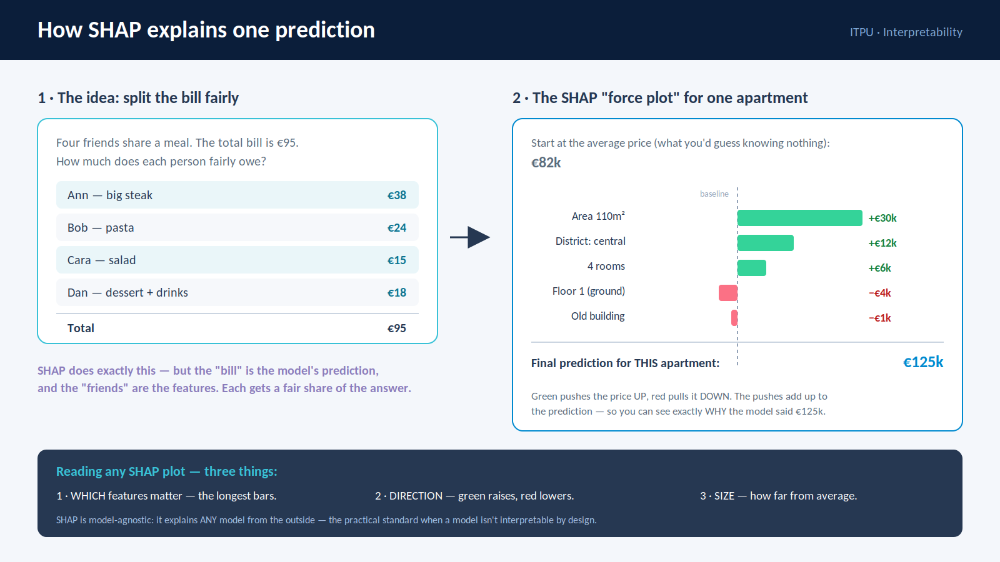 How SHAP explains one prediction
ITPU · Interpretability
1 · The idea: split the bill fairly
Four friends share a meal. The total bill is €95.
How much does each person fairly owe?
Ann — big steak €38
Bob — pasta €24
Cara — salad €15
Dan — dessert + drinks €18
Total €95
SHAP does exactly this — but the "bill" is the model's prediction,
and the "friends" are the features. Each gets a fair share of the answer.
2 · The SHAP "force plot" for one apartment
Start at the average price (what you'd guess knowing nothing):
€82k
baseline
Area 110m² +€30k
District: central +€12k
4 rooms +€6k
Floor 1 (ground) −€4k
Old building −€1k
Final prediction for THIS apartment: €125k
Green pushes the price UP, red pulls it DOWN. The pushes add up to
the prediction — so you can see exactly WHY the model said €125k.
Reading any SHAP plot — three things:
1 · WHICH features matter — the longest bars.
2 · DIRECTION — green raises, red lowers.
3 · SIZE — how far from average.
SHAP is model-agnostic: it explains ANY model from the outside — the practical standard when a model isn't interpretable by design.